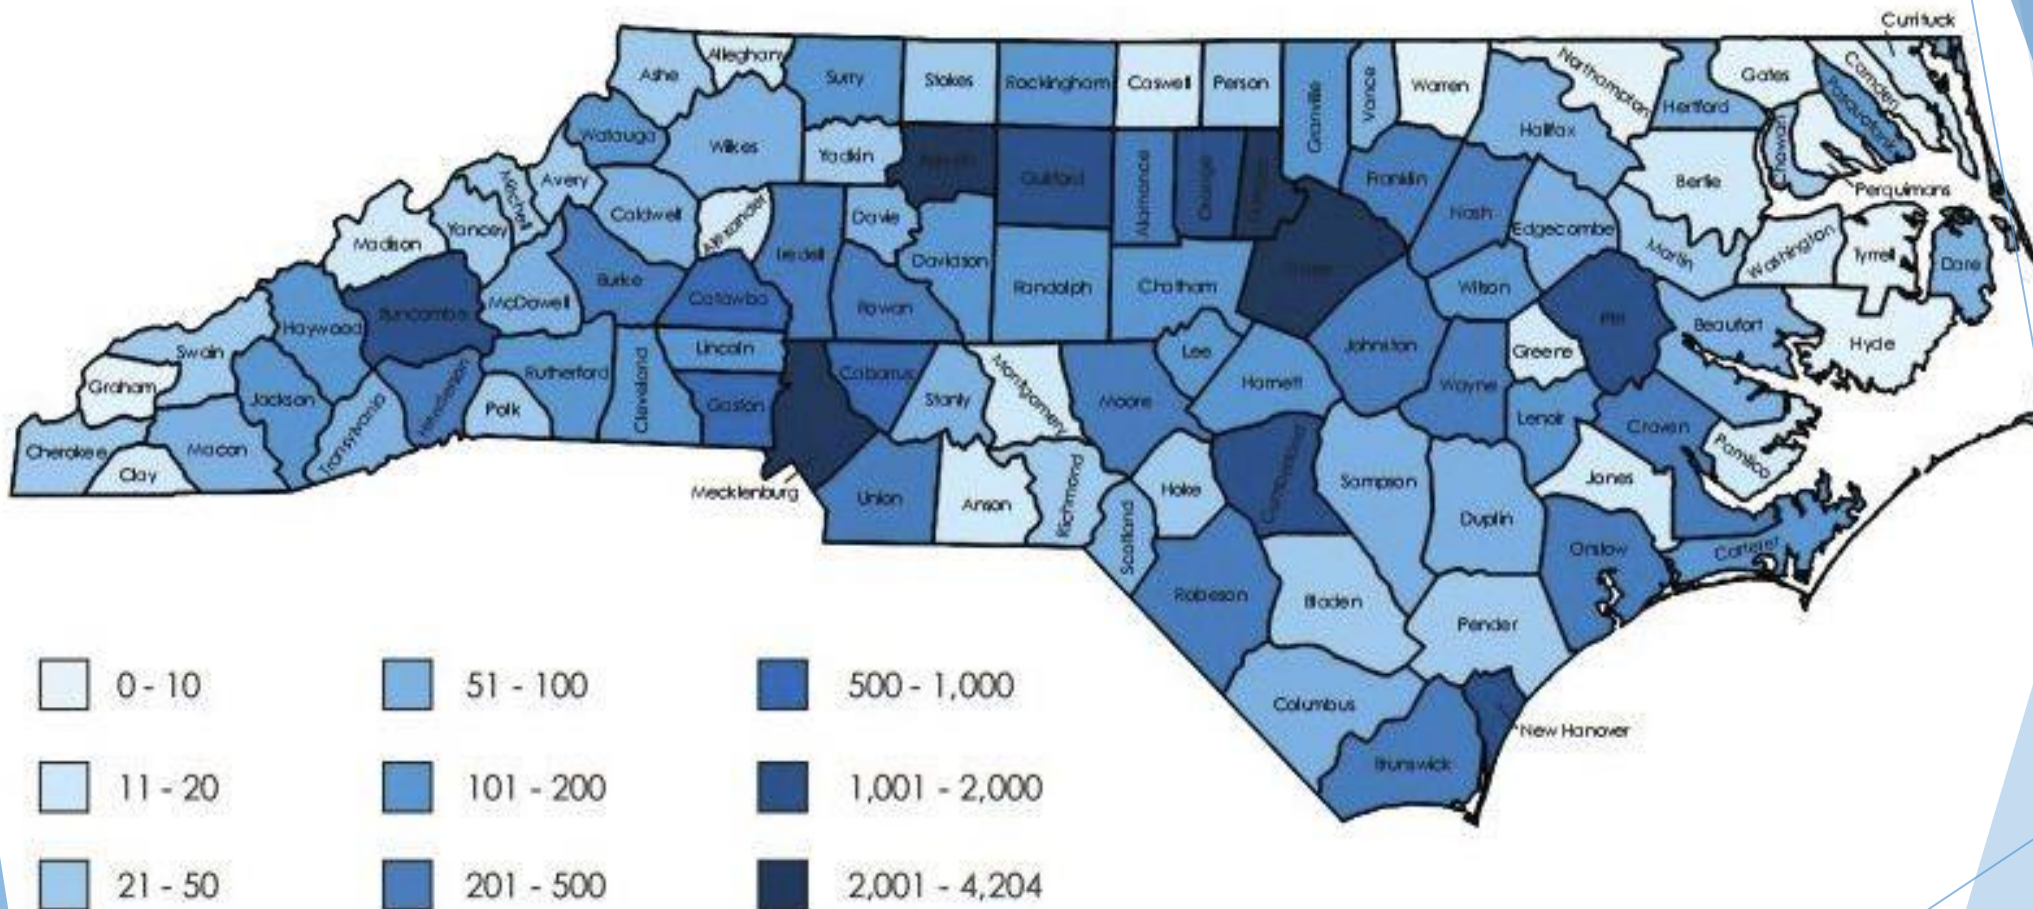 Currituck
Alleghany
Ashe
Surry
Stokes
Rockingham
Caswell
Person
Granville
Vance
Warren
Northampton
Gates
Camden
Hertford
Pasquotank
Halifax
Watauga
Wilkes
Yadkin
Guilford
Alamance
Orange
Franklin
Nash
Bertie
Chowan
Perquimans
Mitchell
Avery
Caldwell
Alexander
Davie
Iredell
Yancey
Madison
Edgecombe
Martin
Washington
Tyrrell
Dare
Davidson
Burke
McDowell
Catawba
Rowan
Randolph
Chatham
Wilson
Pitt
Buncombe
Haywood
Swain
Lincoln
Lee
Johnston
Greene
Beaufort
Hyde
Graham
Jackson
Henderson
Rutherford
Cleveland
Polk
Gaston
Cabarrus
Stanly
Montgomery
Moore
Harnett
Wayne
Lenoir
Craven
Pamlico
Cherokee
Clay
Macon
Transylvania
Mecklenburg
Union
Anson
Richmond
Hoke
Scotland
Cumberland
Sampson
Duplin
Jones
Onslow
Carteret
Robeson
Bladen
Pender
Columbus
Brunswick
New Hanover
0 - 10
51 - 100
500 - 1,000
11 - 20
101 - 200
1,001 - 2,000
21 - 50
201 - 500
2,001 - 4,204